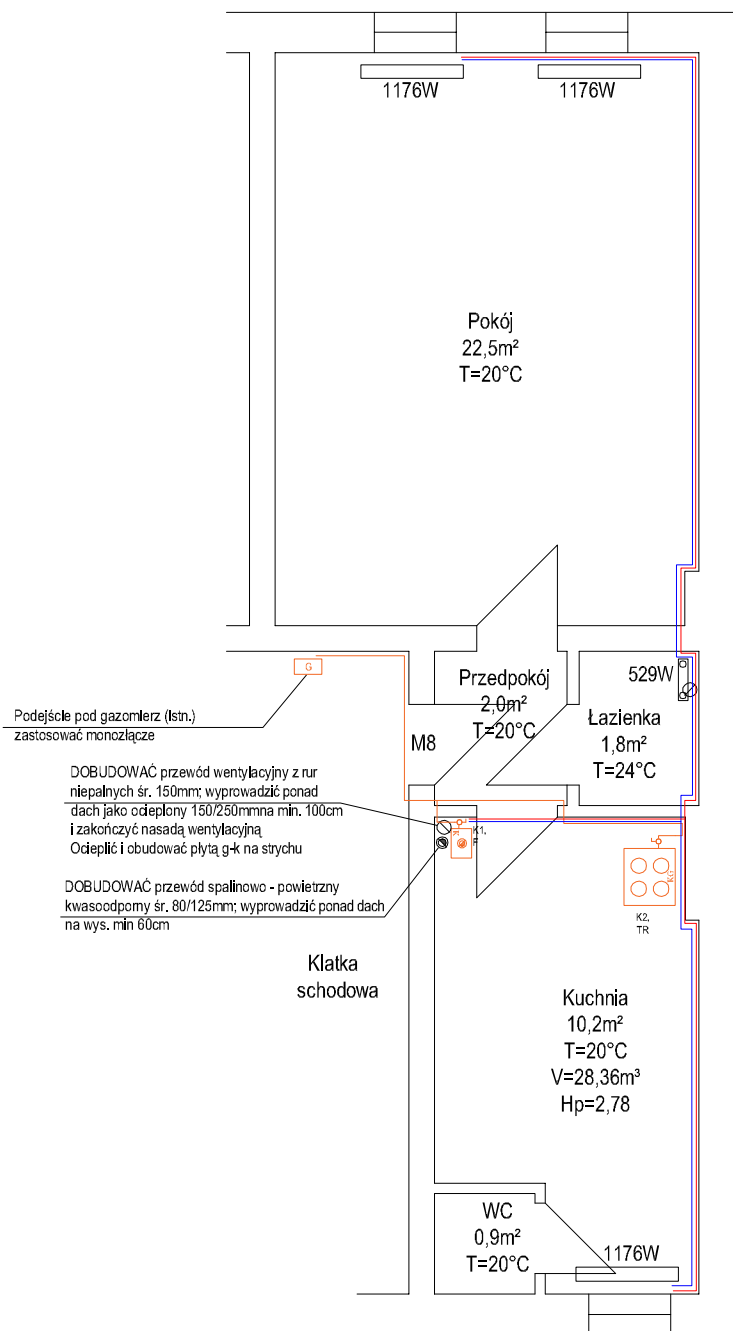 1176W
1176W
Pokój
22,5m²
T=20°C
G
Podejście pod gazomierz (Istn.)
zastosować monozłącze
Przedpokój
2,0m²
T=20°C
529W
Łazienka
1,8m²
T=24°C
M8
DOBUDOWAĆ przewód wentylacyjny z rur
niepalnych śr. 150mm; wyprowadzić ponad
dach jako ocieplony 150/250mmna min. 100cm
i zakończyć nasadą wentylacyjną
Ocieplić i obudować płytą g-k na strychu
K
K1,
DOBUDOWAĆ przewód spalinowo - powietrzny
kwasoodporny śr. 80/125mm; wyprowadzić ponad dach
na wys. min 60cm
KG
K2,
TR
Klatka
schodowa
Kuchnia
10,2m²
T=20°C
V=28,36m³
Hp=2,78
WC
0,9m²
T=20°C
1176W